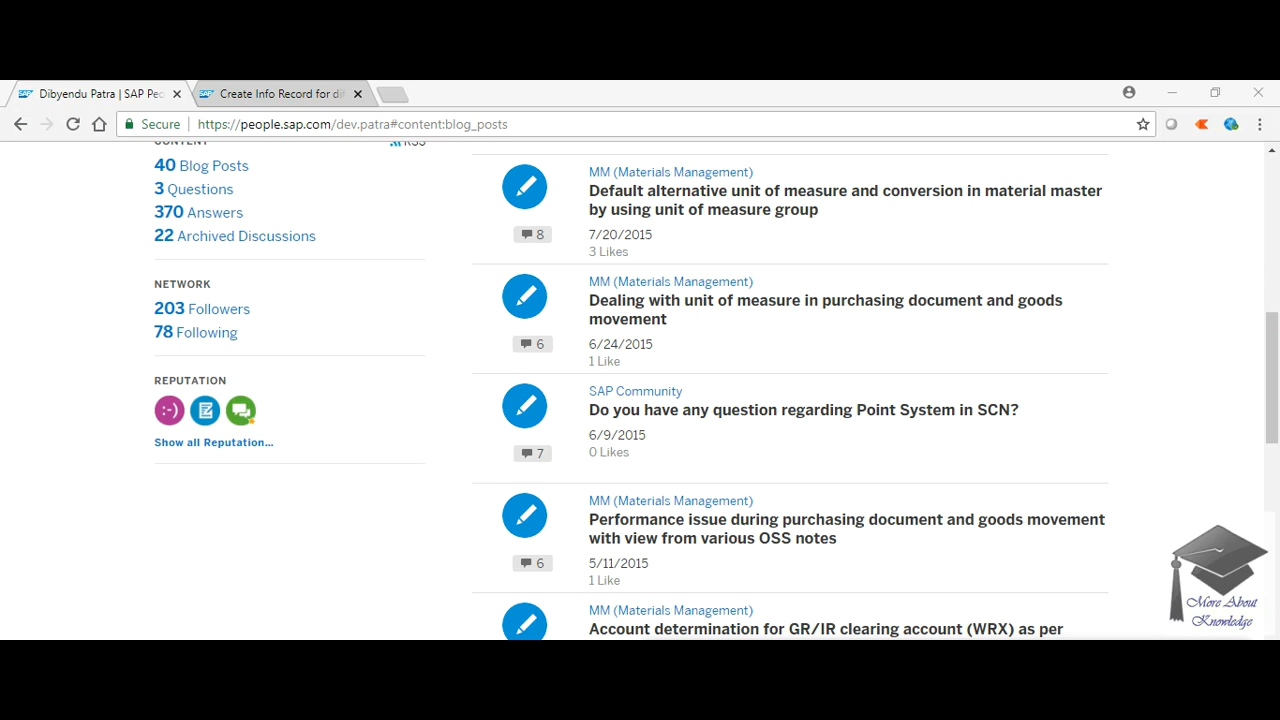 Dibyendu Patra | SAP Peo
Create Info Record for dif
Secure
https://people.sap.com/dev.patra#content:blog_posts
CONTENT
RSS
40 Blog Posts
3 Questions
370 Answers
22 Archived Discussions
NETWORK
203 Followers
78 Following
REPUTATION
Show all Reputation...
MM (Materials Management)
Default alternative unit of measure and conversion in material master
by using unit of measure group
8
7/20/2015
3 Likes
MM (Materials Management)
Dealing with unit of measure in purchasing document and goods
movement
6
6/24/2015
1 Like
SAP Community
Do you have any question regarding Point System in SCN?
6/9/2015
7
0 Likes
MM (Materials Management)
Performance issue during purchasing document and goods movement
with view from various OSS notes
6
5/11/2015
1 Like
MM (Materials Management)
Account determination for GR/IR clearing account (WRX) as per
More About
Knowledge